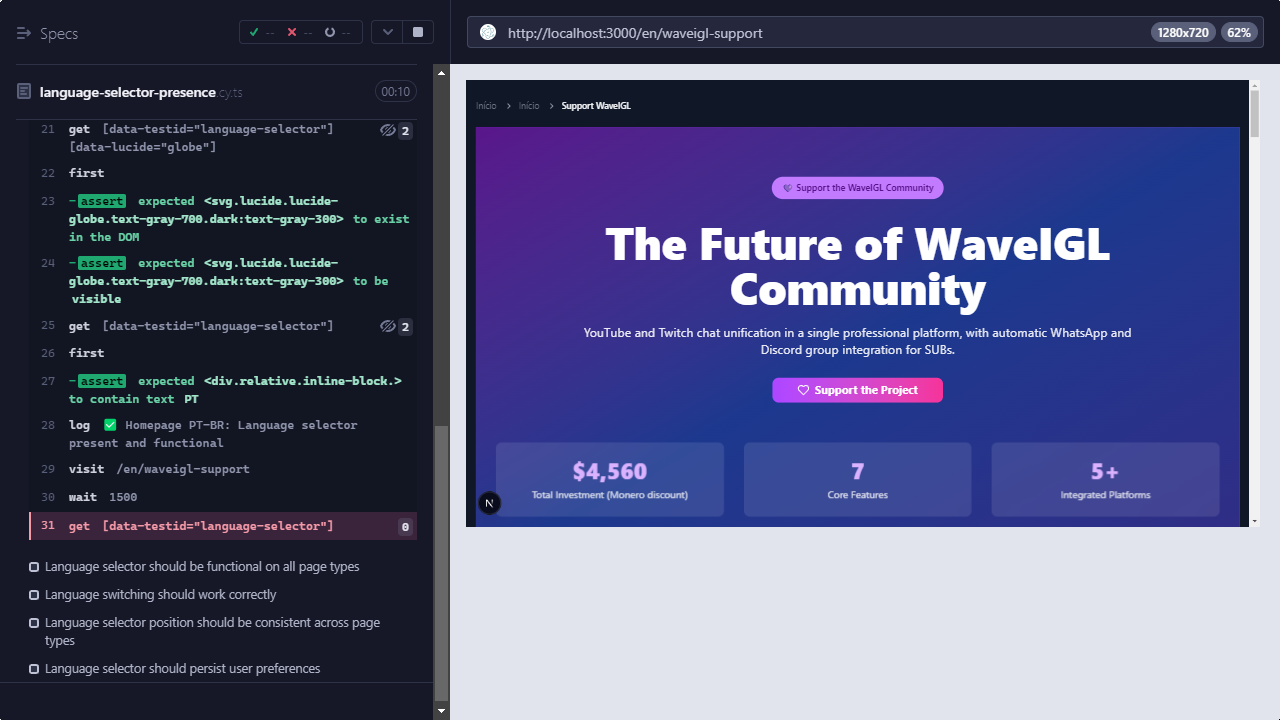 Specs
-- -- --
http://localhost:3000/en/waveigl-support
1280x720
62%
language-selector-presence.cy.ts
00:10
21 get [data-testid="language-selector"] 2
[data-lucide="globe"]
22 first
23 -assert expected <svg.lucide.lucide-
globe.text-gray-700.dark:text-gray-300> to exist
in the DOM
24 -assert expected <svg.lucide.lucide-
globe.text-gray-700.dark:text-gray-300> to be
visible
25 get [data-testid="language-selector"] 2
26 first
27 -assert expected <div.relative.inline-block.>
to contain text PT
28 log ✅ Homepage PT-BR: Language selector
present and functional
29 visit /en/waveigl-support
30 wait 1500
31 get [data-testid="language-selector"] 0
Language selector should be functional on all page types
Language switching should work correctly
Language selector position should be consistent across page
types
Language selector should persist user preferences
Início > Início > Support WaveIGL
Support the WaveIGL Community
The Future of WaveIGL
Community
YouTube and Twitch chat unification in a single professional platform, with automatic WhatsApp and
Discord group integration for SUBs.
Support the Project
$4,560
Total Investment (Monero discount)
7
Core Features
5+
Integrated Platforms
N